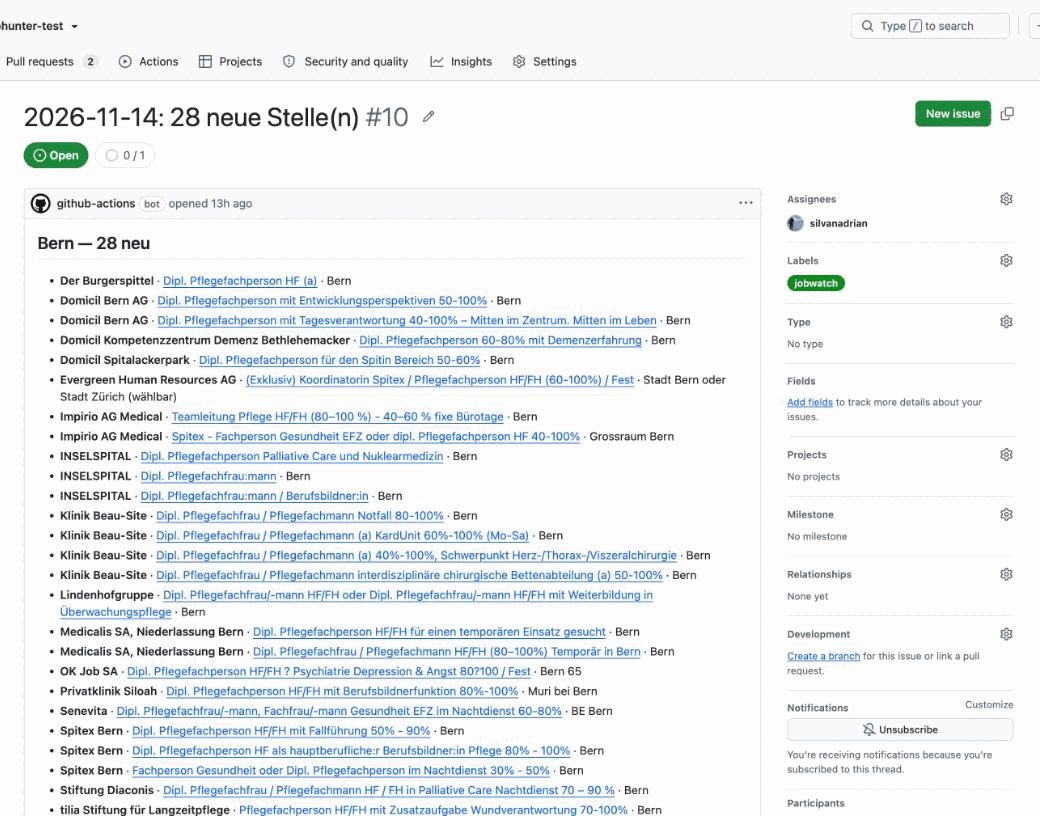 hunter-test
Type / to search
Pull requests 2 Actions Projects Security and quality Insights Settings
2026-11-14: 28 neue Stelle(n) #10
New issue
Open 0 / 1
github-actions bot opened 13h ago
Bern — 28 neu
• Der Burgerspittel · Dipl. Pflegefachperson HF (a) · Bern
• Domicil Bern AG · Dipl. Pflegefachperson mit Entwicklungsperspektiven 50-100% · Bern
• Domicil Bern AG · Dipl. Pflegefachperson mit Tagesverantwortung 40-100% – Mitten im Zentrum. Mitten im Leben · Bern
• Domicil Kompetenzzentrum Demenz Bethlehemacker · Dipl. Pflegefachperson 60-80% mit Demenzerfahrung · Bern
• Domicil Spitalackerpark · Dipl. Pflegefachperson für den Spitin Bereich 50-60% · Bern
• Evergreen Human Resources AG · (Exklusiv) Koordinatorin Spitex / Pflegefachperson HF/FH (60-100%) / Fest · Stadt Bern oder
Stadt Zürich (wählbar)
• Impirio AG Medical · Teamleitung Pflege HF/FH (80–100 %) - 40–60 % fixe Bürotage · Bern
• Impirio AG Medical · Spitex - Fachperson Gesundheit EFZ oder dipl. Pflegefachperson HF 40-100% · Grossraum Bern
• INSELSPITAL · Dipl. Pflegefachperson Palliative Care und Nuklearmedizin · Bern
• INSELSPITAL · Dipl. Pflegefachfrau:mann · Bern
• INSELSPITAL · Dipl. Pflegefachfrau:mann / Berufsbildner:in · Bern
• Klinik Beau-Site · Dipl. Pflegefachfrau / Pflegefachmann Notfall 80-100% · Bern
• Klinik Beau-Site · Dipl. Pflegefachfrau / Pflegefachmann (a) KardUnit 60%-100% (Mo-Sa) · Bern
• Klinik Beau-Site · Dipl. Pflegefachfrau / Pflegefachmann (a) 40%-100%, Schwerpunkt Herz-/Thorax-/Viszeralchirurgie · Bern
• Klinik Beau-Site · Dipl. Pflegefachfrau / Pflegefachmann interdisziplinäre chirurgische Bettenabteilung (a) 50-100% · Bern
• Lindenhofgruppe · Dipl. Pflegefachfrau/-mann HF/FH oder Dipl. Pflegefachfrau/-mann HF/FH mit Weiterbildung in
Überwachungspflege · Bern
• Medicalis SA, Niederlassung Bern · Dipl. Pflegefachperson HF/FH für einen temporären Einsatz gesucht · Bern
• Medicalis SA, Niederlassung Bern · Dipl. Pflegefachfrau / Pflegefachmann HF/FH (80–100%) Temporär in Bern · Bern
• OK Job SA · Dipl. Pflegefachperson HF/FH ? Psychiatrie Depression & Angst 80?100 / Fest · Bern 65
• Privatklinik Siloah · Dipl. Pflegefachperson HF/FH mit Berufsbildnerfunktion 80%-100% · Muri bei Bern
• Senevita · Dipl. Pflegefachfrau/-mann, Fachfrau/-mann Gesundheit EFZ im Nachtdienst 60-80% · BE Bern
• Spitex Bern · Dipl. Pflegefachperson HF/FH mit Fallführung 50% - 90% · Bern
• Spitex Bern · Dipl. Pflegefachperson HF als hauptberufliche:r Berufsbildner:in Pflege 80% - 100% · Bern
• Spitex Bern · Fachperson Gesundheit oder Dipl. Pflegefachperson im Nachtdienst 30% - 50% · Bern
• Stiftung Diaconis · Dipl. Pflegefachfrau / Pflegefachmann HF / FH in Palliative Care Nachtdienst 70 – 90 % · Bern
• tilia Stiftung für Langzeitpflege · Pflegefachperson HF/FH mit Zusatzaufgabe Wundverantwortung 70-100% · Bern
Assignees
silvanadrian
Labels
jobwatch
Type
No type
Fields
Add fields to track more details about your
issues.
Projects
No projects
Milestone
No milestone
Relationships
None yet
Development
Create a branch for this issue or link a pull
request.
Notifications Customize
Unsubscribe
You're receiving notifications because you're
subscribed to this thread.
Participants